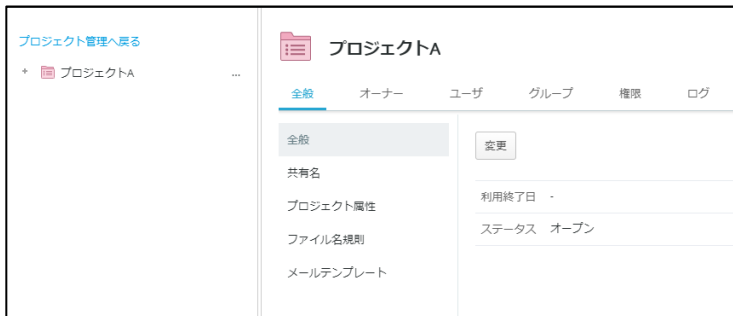 プロジェクト管理へ戻る
+ プロジェクトA ...
プロジェクトA
全般 オーナー ユーザ グループ 権限 ログ
全般
共有名
プロジェクト属性
ファイル名規則
メールテンプレート
変更
利用終了日 -
ステータス オープン